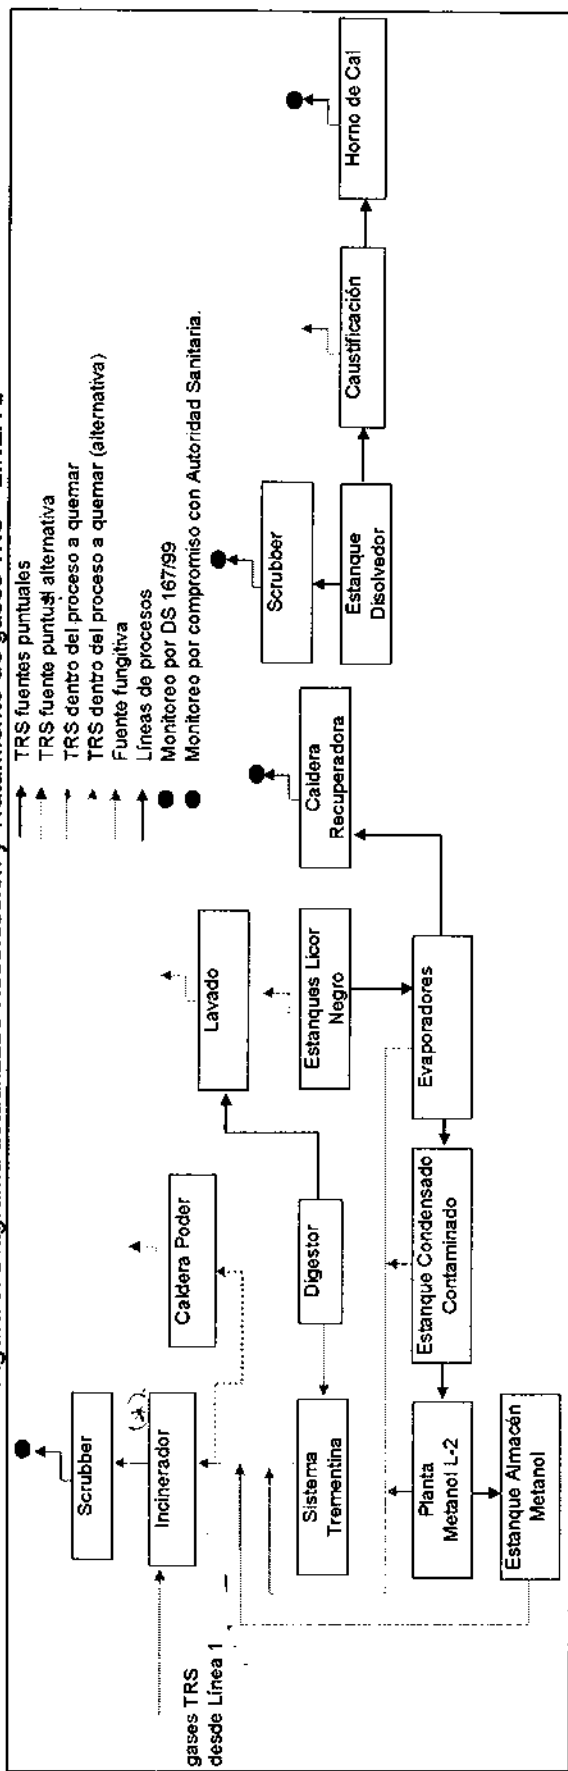 TRS fuentes puntuales
TRS fuente puntual alternativa
TRS dentro del proceso a quemar
TRS dentro del proceso a quemar (alternativa)
Fuente fungitiva
Líneas de procesos
Monitoreo por DS 167/99
Monitoreo por compromiso con Autoridad Sanitaria.
Scrubber
Incinerador
(*)
Caldera Poder
gases TRS
desde Línea 1
Sistema
Trementina
Digestor
Lavado
Estanques Licor
Negro
Caldera
Recuperadora
Scrubber
Estanque
Disolvedor
Caustificación
Horno de Cal
Planta
Metanol L-2
Estanque Condensado
Contaminado
Evaporadores
Estanque Almacén
Metanol